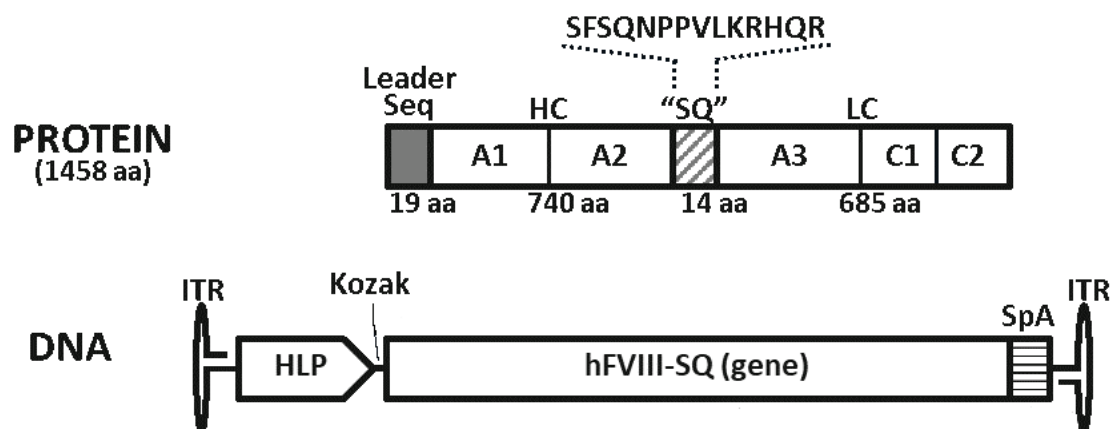 SFSQNPPVLKRHQR
Leader
Seq
HC
“SQ”
LC
PROTEIN
(1458 aa)
A1
A2
A3
C1
C2
19 aa
740 aa
14 aa
685 aa
ITR
Kozak
SpA
ITR
DNA
HLP
hFVIII-SQ (gene)